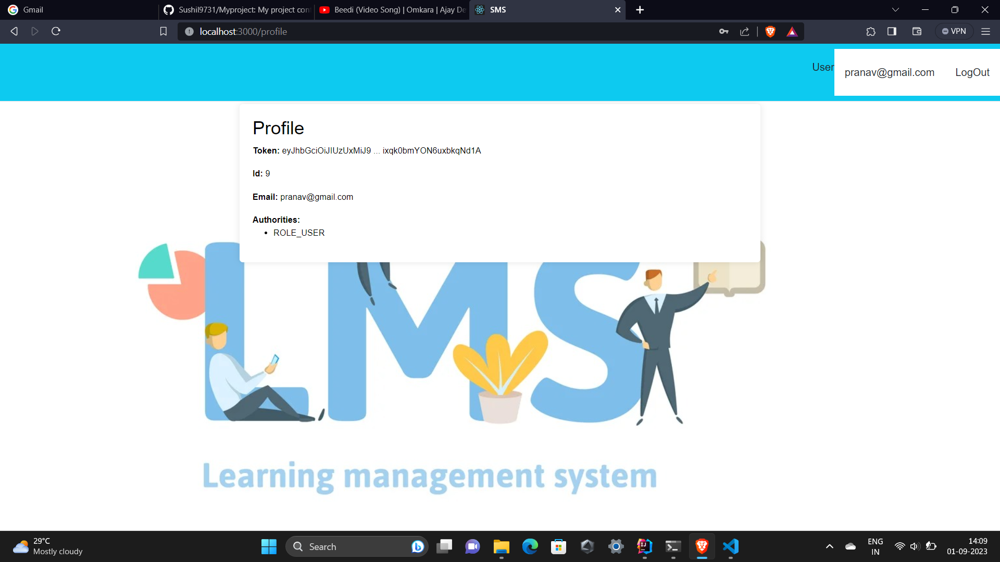 Gmail
Sushil9731/Myproject: My project con
Beedi (Video Song) | Omkara | Ajay De
SMS
localhost:3000/profile
VPN
User
pranav@gmail.com
LogOut
Profile
Token: eyJhbGciOiJIUzUxMiJ9 ... ixqk0bmYON6uxbkqNd1A
Id: 9
Email: pranav@gmail.com
Authorities:
• ROLE_USER
LMS
Learning management system
29°C
Mostly cloudy
Search
ENG
IN
14:09
01-09-2023